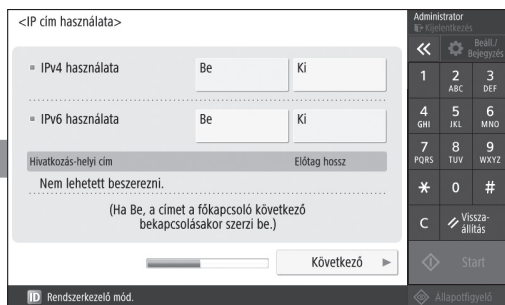 <IP cím használata>
IPv4 használata Be Ki
IPv6 használata Be Ki
Hivatkozás-helyi cím Előtag hossz
Nem lehetett beszerezni.
(Ha Be, a címet a főkapcsoló következő
bekapcsolásakor szerzi be.)
Következő
ID Rendszerkezelő mód.
Administrator
Kijelentkezés
Beáll./
Bejegyzés
1 2 3
ABC DEF
4 5 6
GHI JKL MNO
7 8 9
PQRS TUV WXYZ
* 0 #
C Vissza-
állítás
Start
Állapotfigyelő